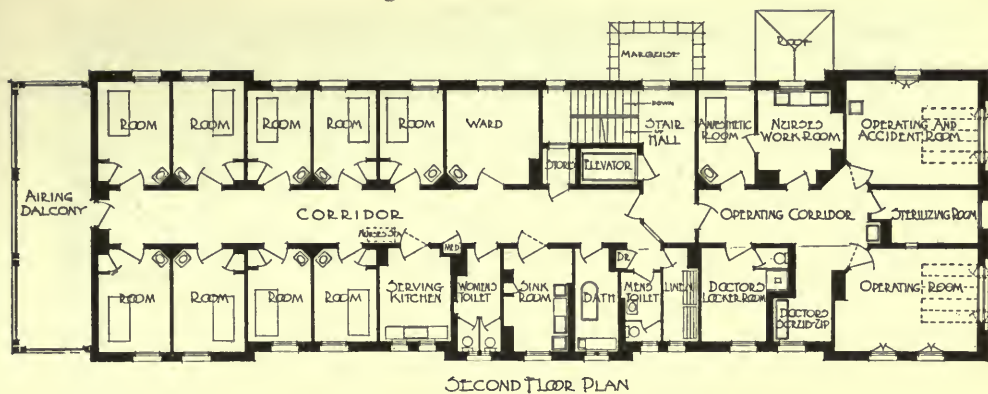 MARQUISE
ROOF
ROOM
ROOM
ROOM
ROOM
ROOM
WARD
STORES
ELEVATOR
DOWN
STAIR
UP
HALL
ANESTHETIC
ROOM
NURSES
WORK ROOM
OPERATING AND
ACCIDENT ROOM
AIRING
BALCONY
CORRIDOR
NURSES STA.
MED
OPERATING CORRIDOR
STERILIZING ROOM
ROOM
ROOM
ROOM
ROOM
SERVING
KITCHEN
WOMENS
TOILET
SINK
ROOM
BATH
DR
MENS
TOILET
LINEN
DOCTORS
LOCKER ROOM
DOCTORS
SCRUB-UP
OPERATING ROOM
SECOND FLOOR PLAN